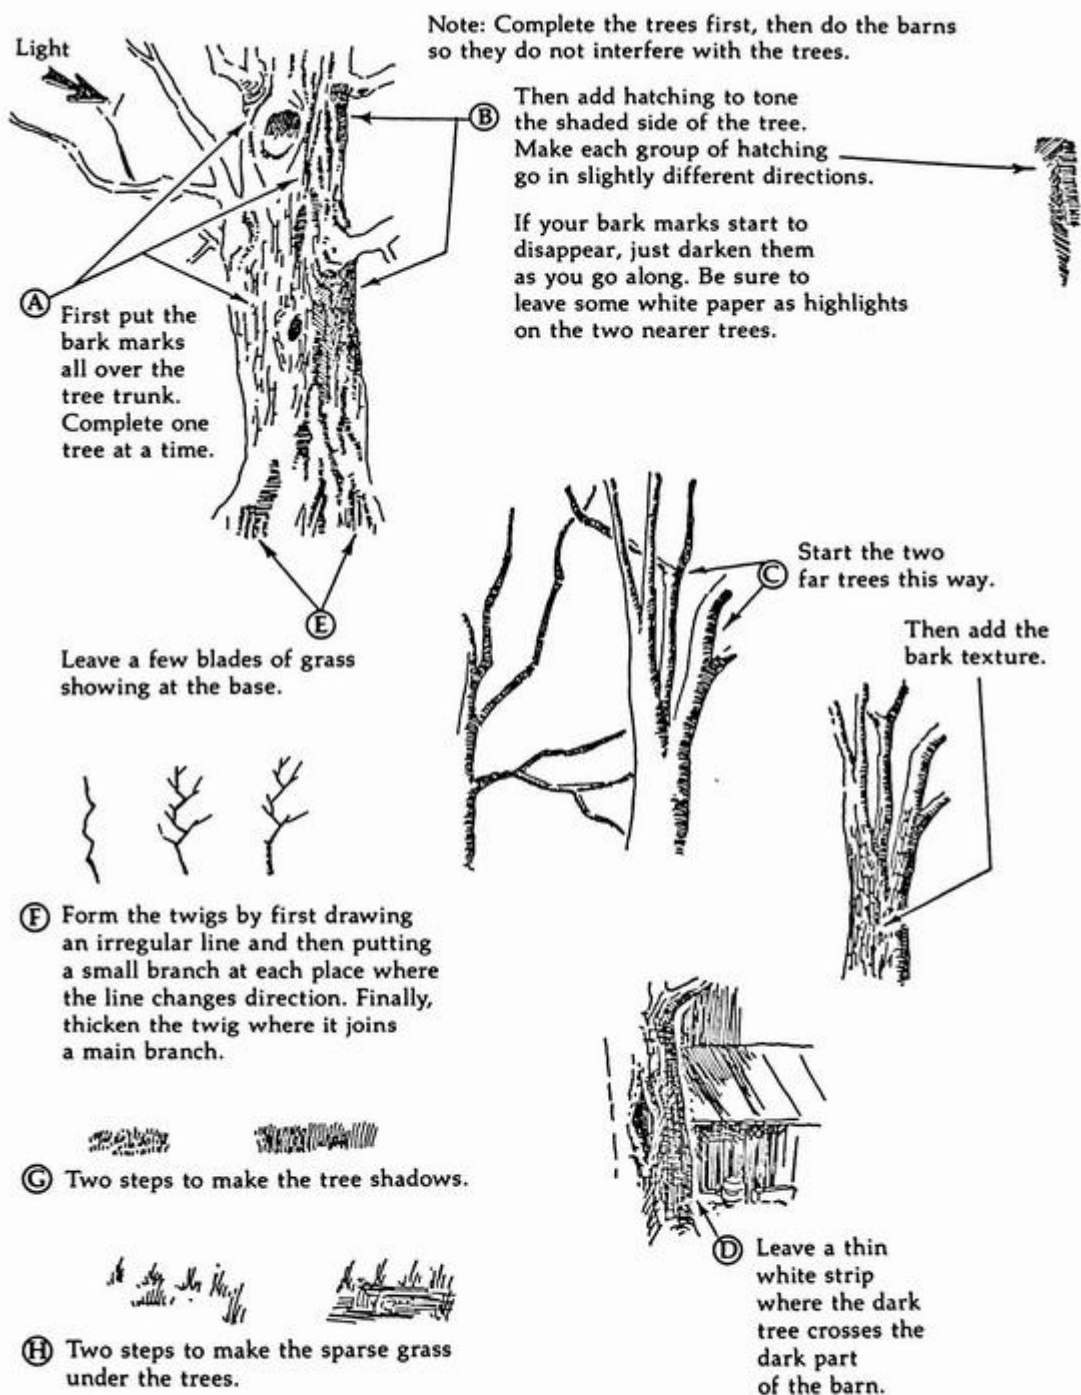 Note: Complete the trees first, then do the barns
so they do not interfere with the trees.
Light
B
Then add hatching to tone
the shaded side of the tree.
Make each group of hatching
go in slightly different directions.
If your bark marks start to
disappear, just darken them
as you go along. Be sure to
leave some white paper as highlights
on the two nearer trees.
A
First put the
bark marks
all over the
tree trunk.
Complete one
tree at a time.
E
Leave a few blades of grass
showing at the base.
C
Start the two
far trees this way.
Then add the
bark texture.
F Form the twigs by first drawing
an irregular line and then putting
a small branch at each place where
the line changes direction. Finally,
thicken the twig where it joins
a main branch.
G Two steps to make the tree shadows.
D Leave a thin
white strip
where the dark
tree crosses the
dark part
of the barn.
H Two steps to make the sparse grass
under the trees.